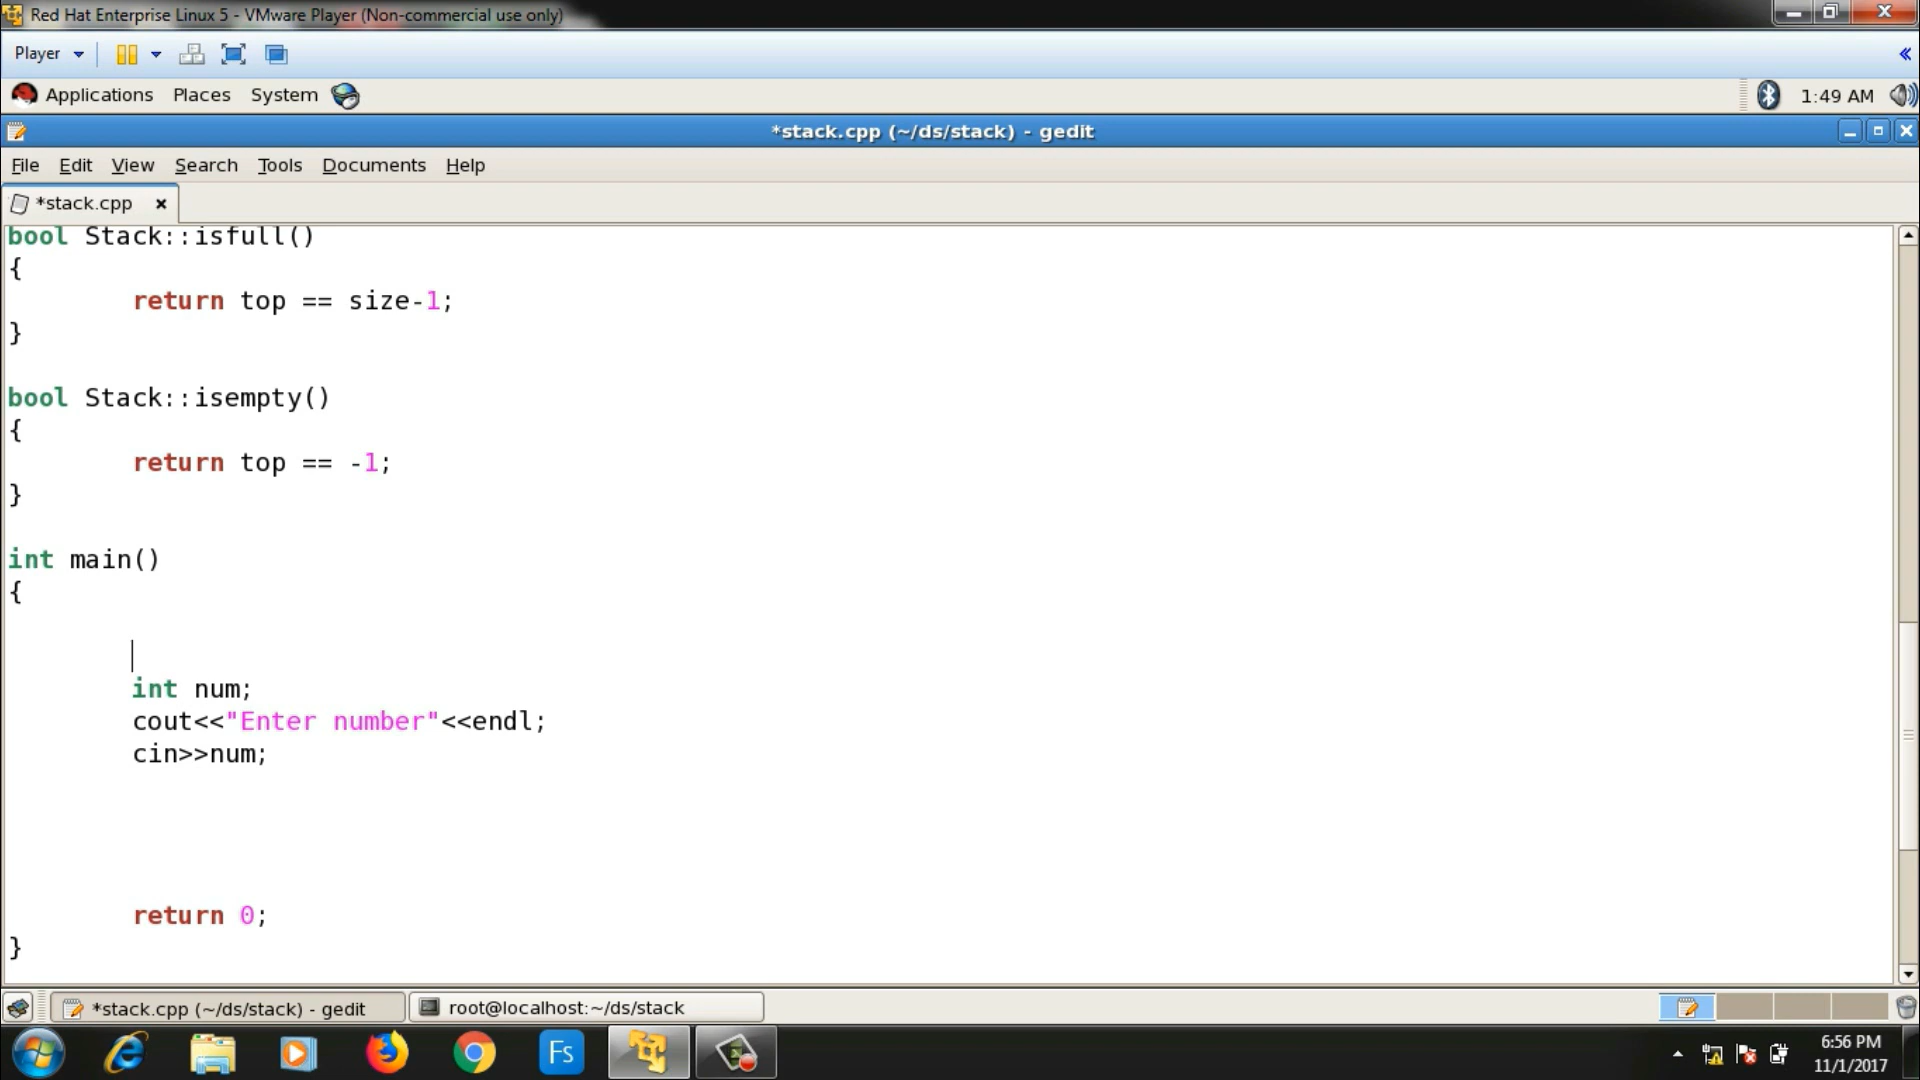 Red Hat Enterprise Linux 5 - VMware Player (Non-commercial use only)
Player
Applications Places System 1:49 AM
*stack.cpp (~/ds/stack) - gedit
File Edit View Search Tools Documents Help
*stack.cpp
bool Stack::isfull()
{
return top == size-1;
}
bool Stack::isempty()
{
return top == -1;
}
int main()
{
int num;
cout<<"Enter number"<<endl;
cin>>num;
return 0;
}
*stack.cpp (~/ds/stack) - gedit root@localhost:~/ds/stack
Fs
6:56 PM
11/1/2017